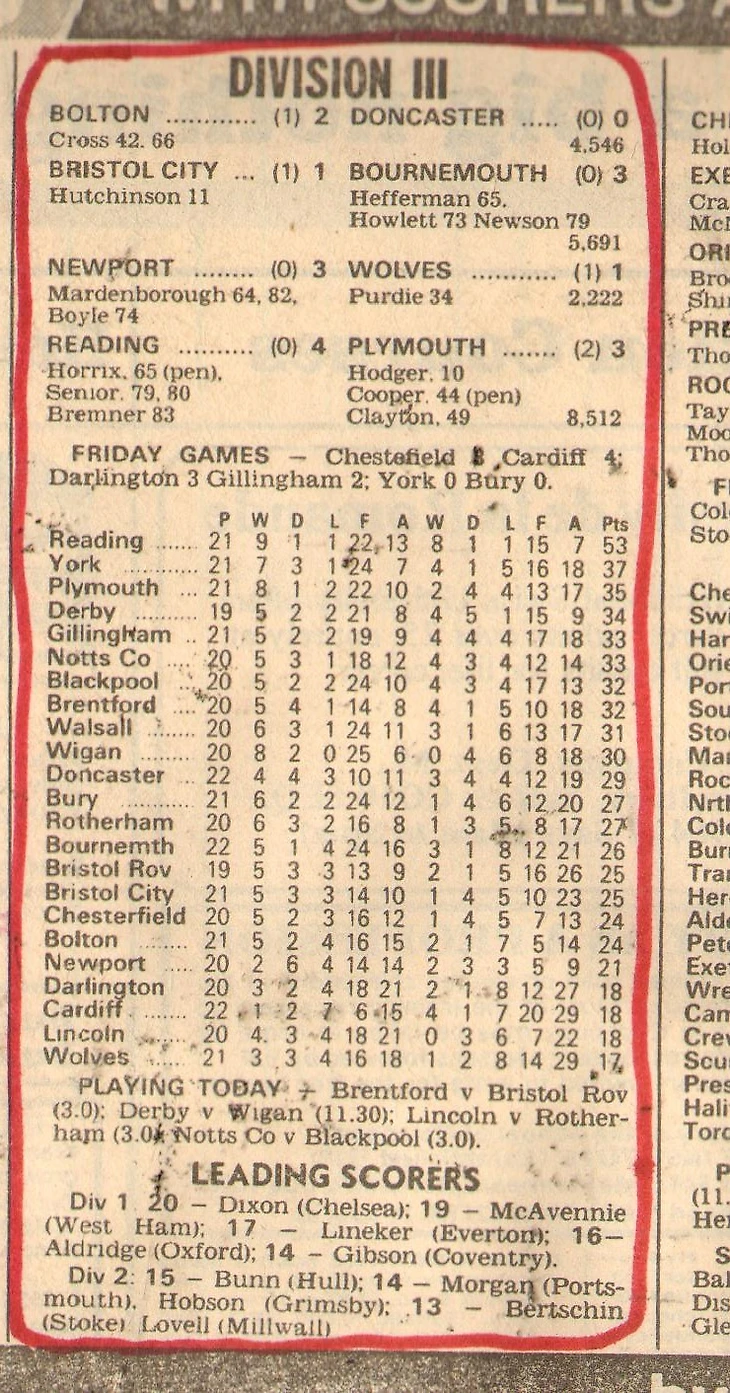 DIVISION III
BOLTON ............ (1) 2 DONCASTER ..... (0) 0
Cross 42. 66 4,546
BRISTOL CITY ... (1) 1 BOURNEMOUTH (0) 3
Hutchinson 11 Hefferman 65.
Howlett 73 Newson 79
5,691
NEWPORT ........ (0) 3 WOLVES ........... (1) 1
Mardenborough 64, 82, Purdie 34 2,222
Boyle 74
READING .......... (0) 4 PLYMOUTH ....... (2) 3
Horrix. 65 (pen), Hodger. 10
Senior. 79, 80 Cooper. 44 (pen)
Bremner 83 Clayton. 49 8,512
FRIDAY GAMES — Chestefield Cardiff 4;
Darlington 3 Gillingham 2; York 0 Bury 0.
P W D L F A W D L F A Pts
Reading ....... 21 9 1 1 22 13 8 1 1 15 7 53
York ...... 21 7 3 1 24 7 4 1 5 16 18 37
Plymouth ... 21 8 1 2 22 10 2 4 4 13 17 35
Derby .......... 19 5 2 2 21 8 4 5 1 15 9 34
Gillingham .. 21 5 2 2 19 9 4 4 4 17 18 33
Notts Co .... 20 5 3 1 18 12 4 3 4 12 14 33
Blackpool ... 20 5 2 2 24 10 4 3 4 17 13 32
Brentford .... 20 5 4 1 14 8 4 1 5 10 18 32
Walsall ....... 20 6 3 1 24 11 3 1 6 13 17 31
Wigan ......... 20 8 2 0 25 6 0 4 6 8 18 30
Doncaster .. 22 4 4 3 10 11 3 4 4 12 19 29
Bury ........... 21 6 2 2 24 12 1 4 6 12 20 27
Rotherham 20 6 3 2 16 8 1 3 5 8 17 27
Bournemth 22 5 1 4 24 16 3 1 8 12 21 26
Bristol Rov 19 5 3 3 13 9 2 1 5 16 26 25
Bristol City 21 5 3 3 14 10 1 4 5 10 23 25
Chesterfield 20 5 2 3 16 12 1 4 5 7 13 24
Bolton ........ 21 5 2 4 16 15 2 1 7 5 14 24
Newport ..... 20 2 6 4 14 14 2 3 3 5 9 21
Darlington 20 3 2 4 18 21 2 1 8 12 27 18
Cardiff ........ 22 1 2 7 6 15 4 1 7 20 29 18
Lincoln ....... 20 4 3 4 18 21 0 3 6 7 22 18
Wolves ...... 21 3 3 4 16 18 1 2 8 14 29 17
PLAYING TODAY — Brentford v Bristol Rov
(3.0); Derby v Wigan (11.30); Lincoln v Rother-
ham (3.0) Notts Co v Blackpool (3.0).
LEADING SCORERS
Div 1 20 — Dixon (Chelsea); 19 — McAvennie
(West Ham); 17 — Lineker (Everton); 16—
Aldridge (Oxford); 14 — Gibson (Coventry).
Div 2: 15 — Bunn (Hull); 14 — Morgan (Ports-
mouth). Hobson (Grimsby); 13 — Bertschin
(Stoke) Lovell (Millwall)